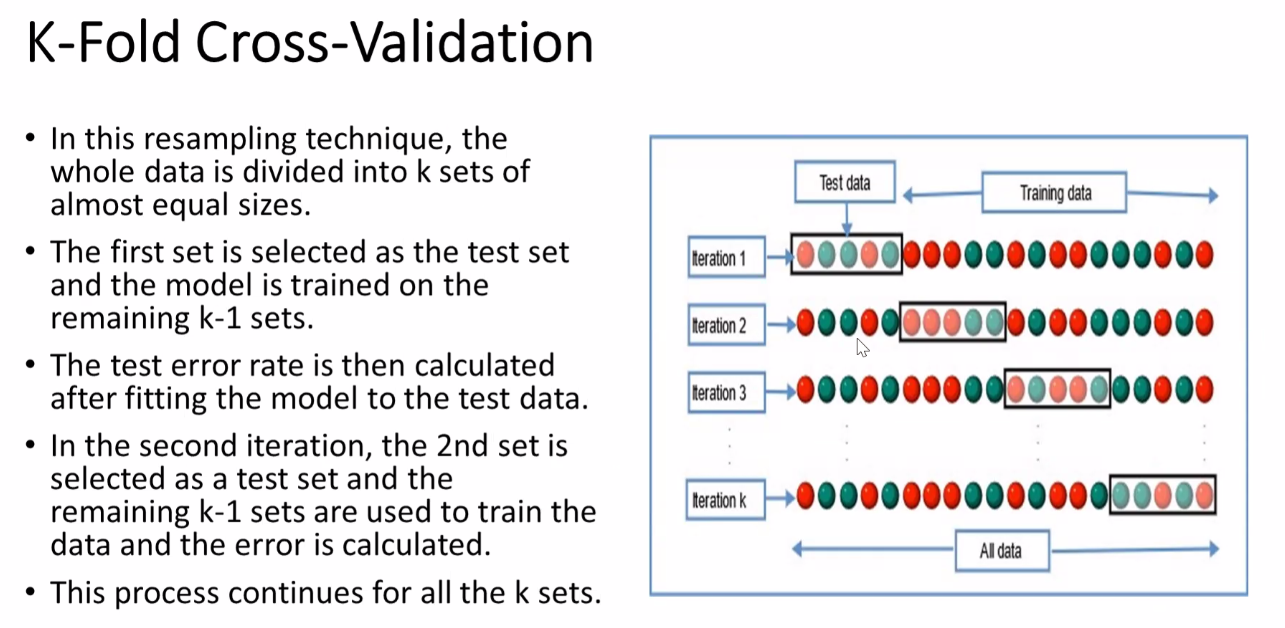 K-Fold Cross-Validation
• In this resampling technique, the
whole data is divided into k sets of
almost equal sizes.
• The first set is selected as the test set
and the model is trained on the
remaining k-1 sets.
• The test error rate is then calculated
after fitting the model to the test data.
• In the second iteration, the 2nd set is
selected as a test set and the
remaining k-1 sets are used to train the
data and the error is calculated.
• This process continues for all the k sets.
Test data
Training data
Iteration 1
Iteration 2
Iteration 3
Iteration k
All data